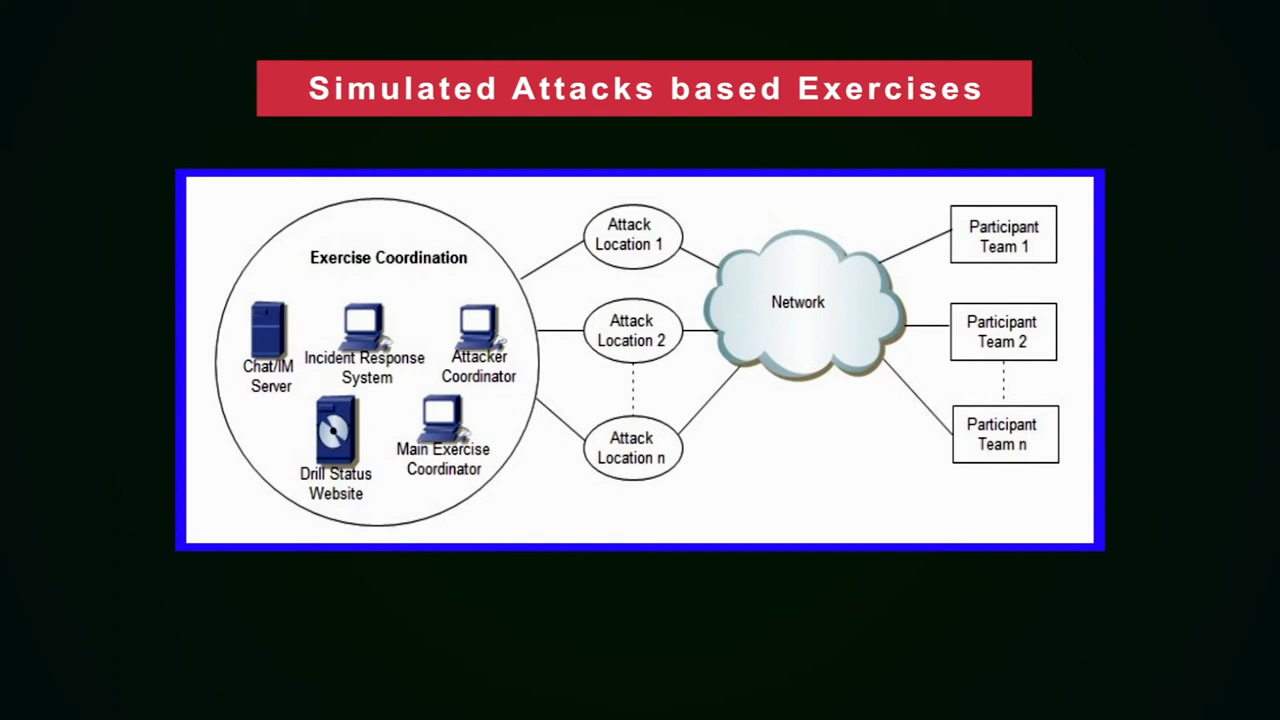 Simulated Attacks based Exercises
Exercise Coordination
Chat/IM
Server
Incident Response
System
Attacker
Coordinator
Drill Status
Website
Main Exercise
Coordinator
Attack
Location 1
Attack
Location 2
Attack
Location n
Network
Participant
Team 1
Participant
Team 2
Participant
Team n